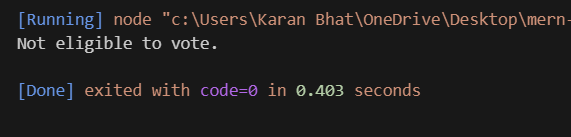 [Running] node "c:\Users\Karan Bhat\OneDrive\Desktop\mern-
Not eligible to vote.
[Done] exited with code=0 in 0.403 seconds